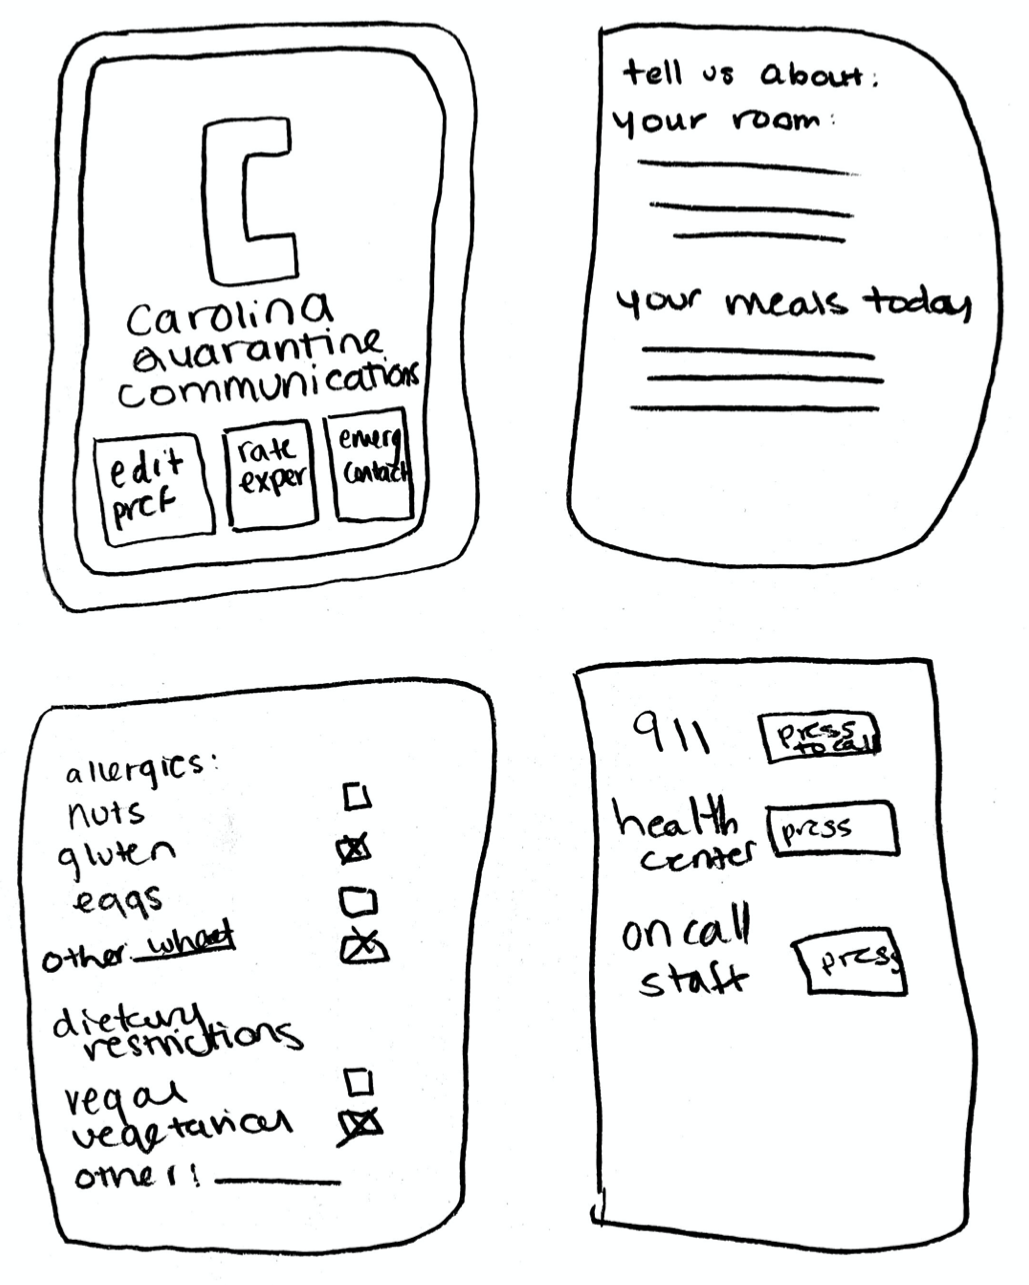 C
Carolina
Quarantine
Communications
edit
pref
rate
exper
emerg
contact
tell us about:
your room:
your meals today
allergies:
nuts
gluten
eggs
other: wheat
dietary
restrictions
vegan
vegetarian
other:
911
press
to call
health
center
press
on call
staff
press